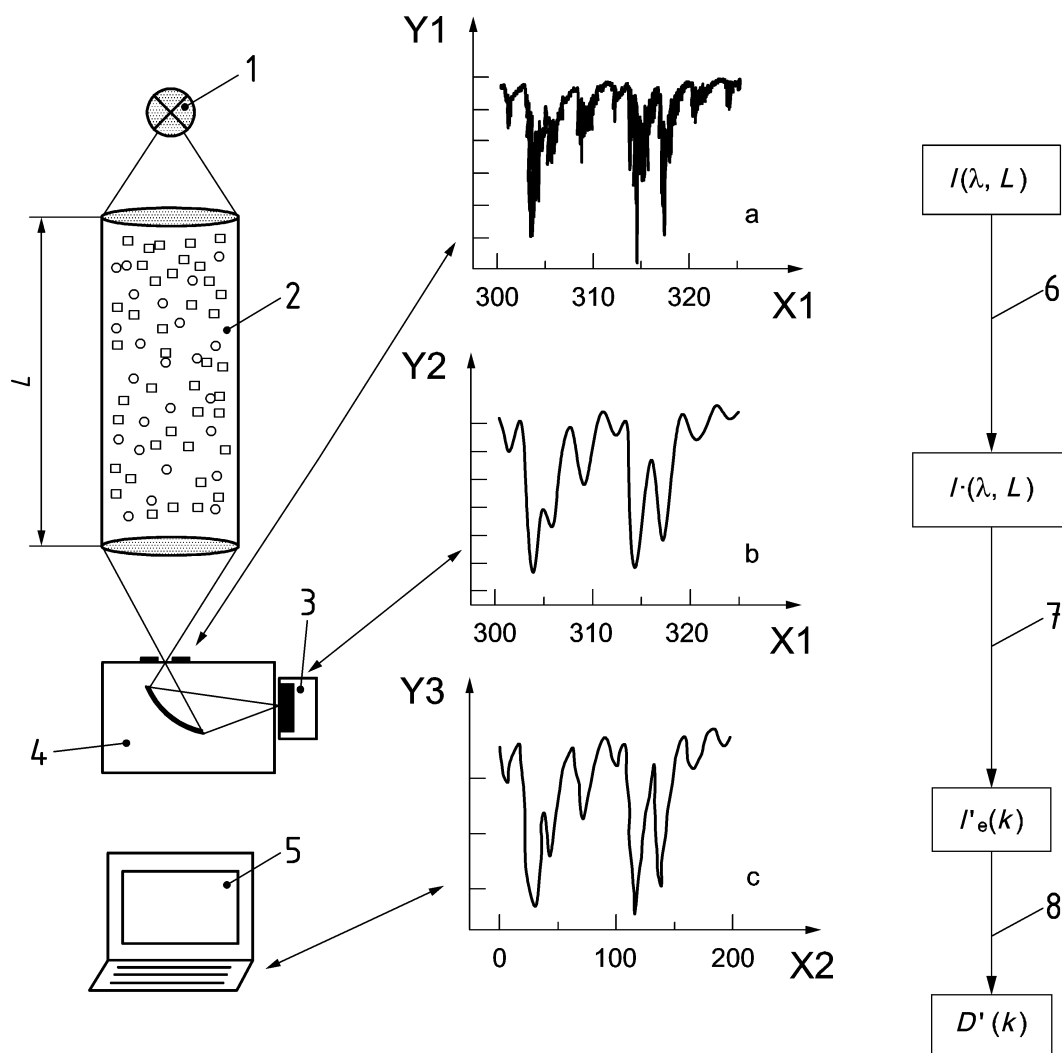 1
2
L
3
4
5
Y1
a
300 310 320
X1
Y2
b
300 310 320
X1
Y3
c
0 100 200
X2
I(λ, L)
6
I·(λ, L)
7
I'e(k)
8
D'(k)